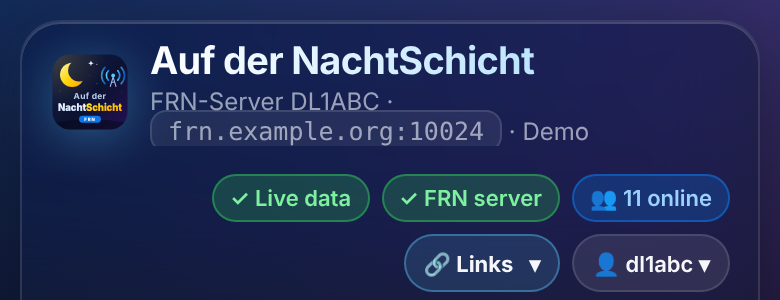 Auf der NachtSchicht
Auf der
NachtSchicht
FRN
FRN-Server DL1ABC ·
frn.example.org:10024 · Demo
✓ Live data
✓ FRN server
👥 11 online
🔗 Links ▾
👤 dl1abc ▾